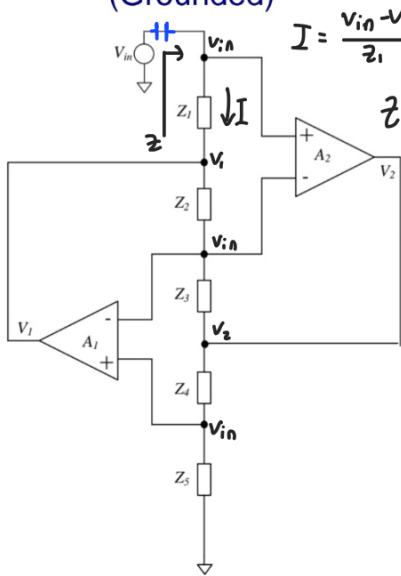 (Grounded)
Vin
Vin
I = Vin - V
Z1
Z1
I
Z
Z
V1
+
A2
-
V2
Z2
Vin
Z3
V1
-
A1
+
V2
Z4
Vin
Z5